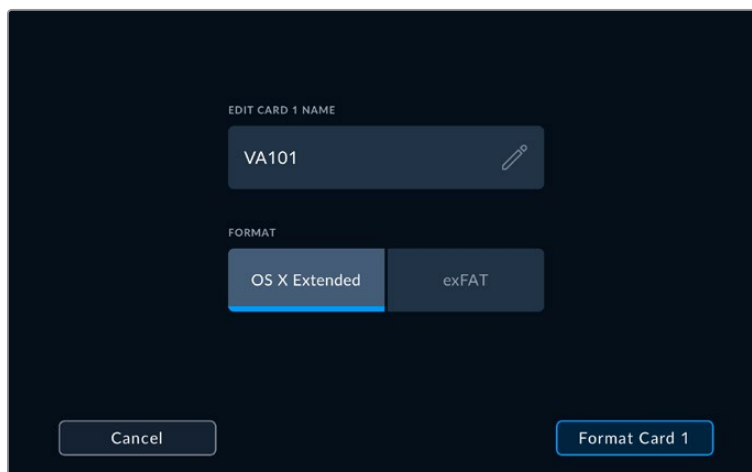 EDIT CARD 1 NAME
VA101
FORMAT
OS X Extended
exFAT
Cancel
Format Card 1